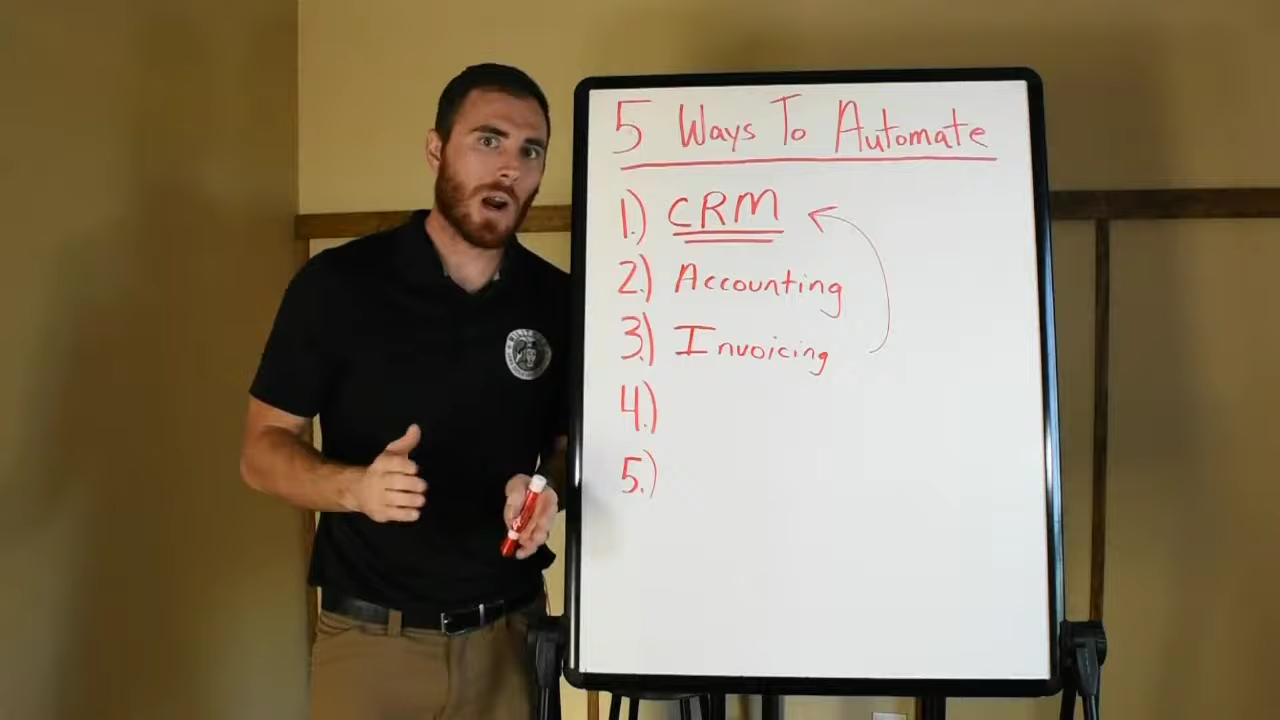 5 Ways To Automate
1.) CRM
2.) Accounting
3.) Invoicing
4.)
5.)